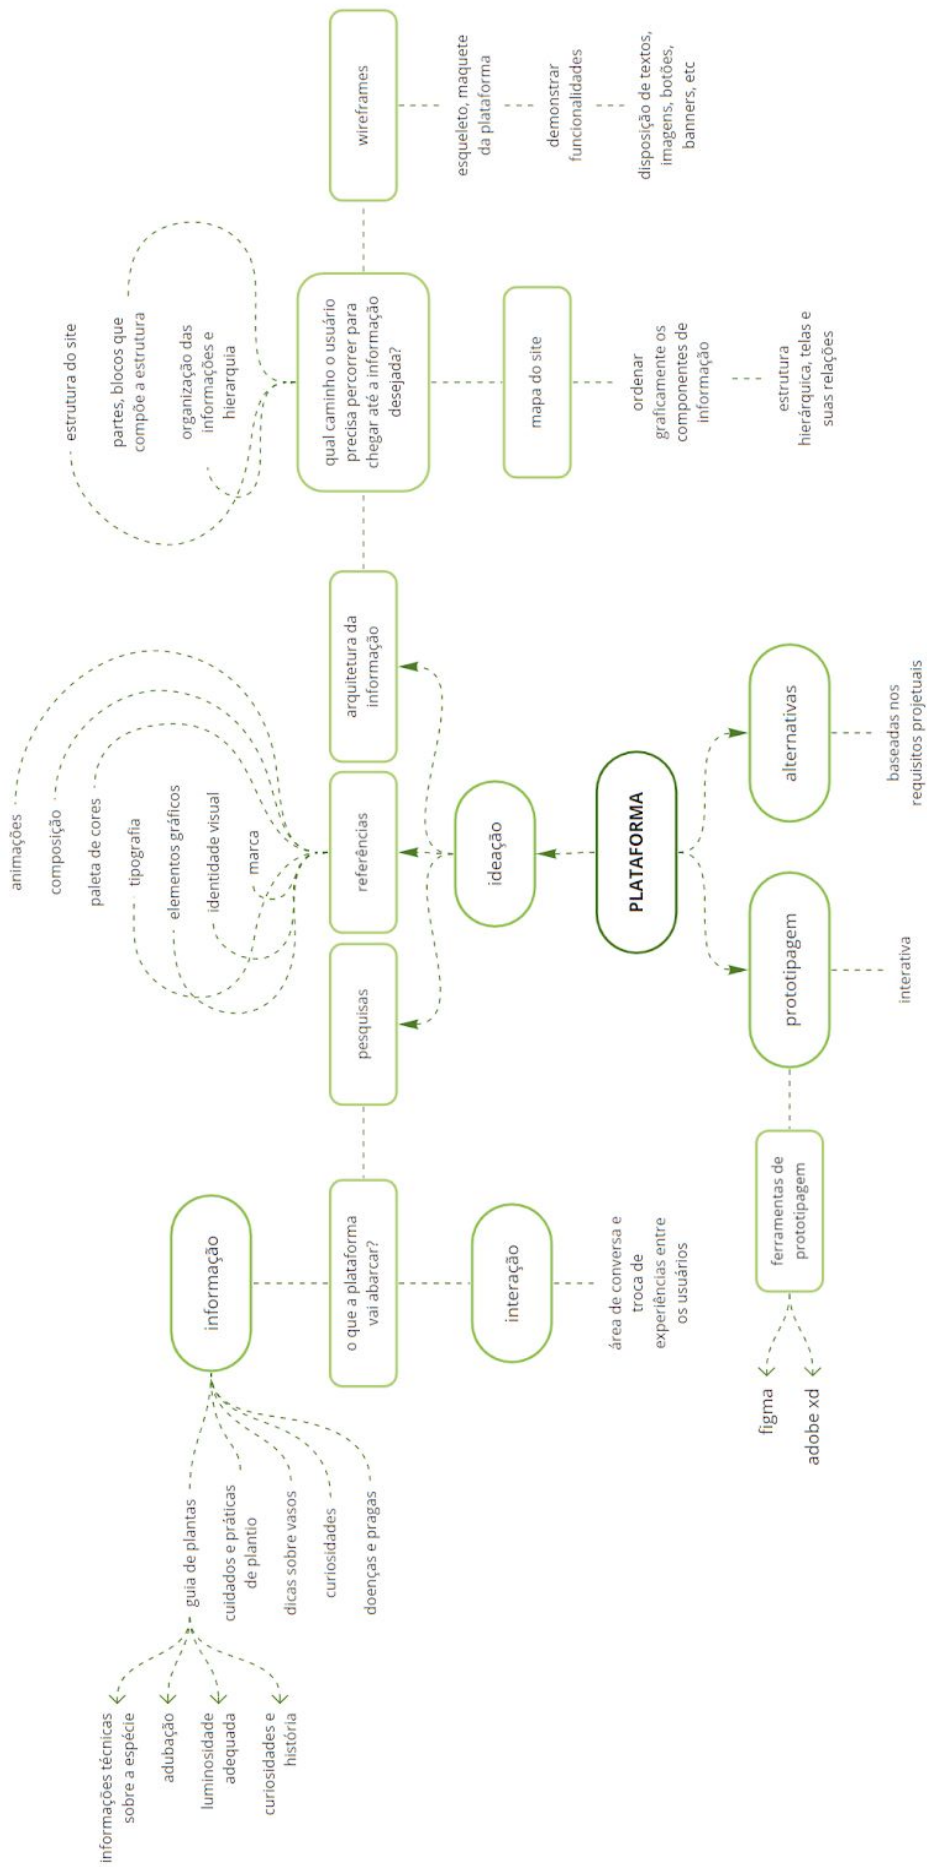 informações técnicas
sobre a espécie
adubação
luminosidade
adequada
curiosidades e
história
guia de plantas
cuidados e práticas
de plantio
dicas sobre vasos
curiosidades
doenças e pragas
informação
o que a plataforma
vai abarcar?
interação
área de conversa e
troca de
experiências entre
os usuários
figma
adobe xd
ferramentas de
prototipagem
animações
composição
paleta de cores
tipografia
elementos gráficos
identidade visual
marca
pesquisas
referências
arquitetura da
informação
ideação
PLATAFORMA
prototipagem
interativa
alternativas
baseadas nos
requisitos projetuais
estrutura do site
partes, blocos que
compõe a estrutura
organização das
informações e
hierarquia
qual caminho o usuário
precisa percorrer para
chegar até a informação
desejada?
mapa do site
ordenar
graficamente os
componentes de
informação
estrutura
hierárquica, telas e
suas relações
wireframes
esqueleto, maquete
da plataforma
demonstrar
funcionalidades
disposição de textos,
imagens, botões,
banners, etc